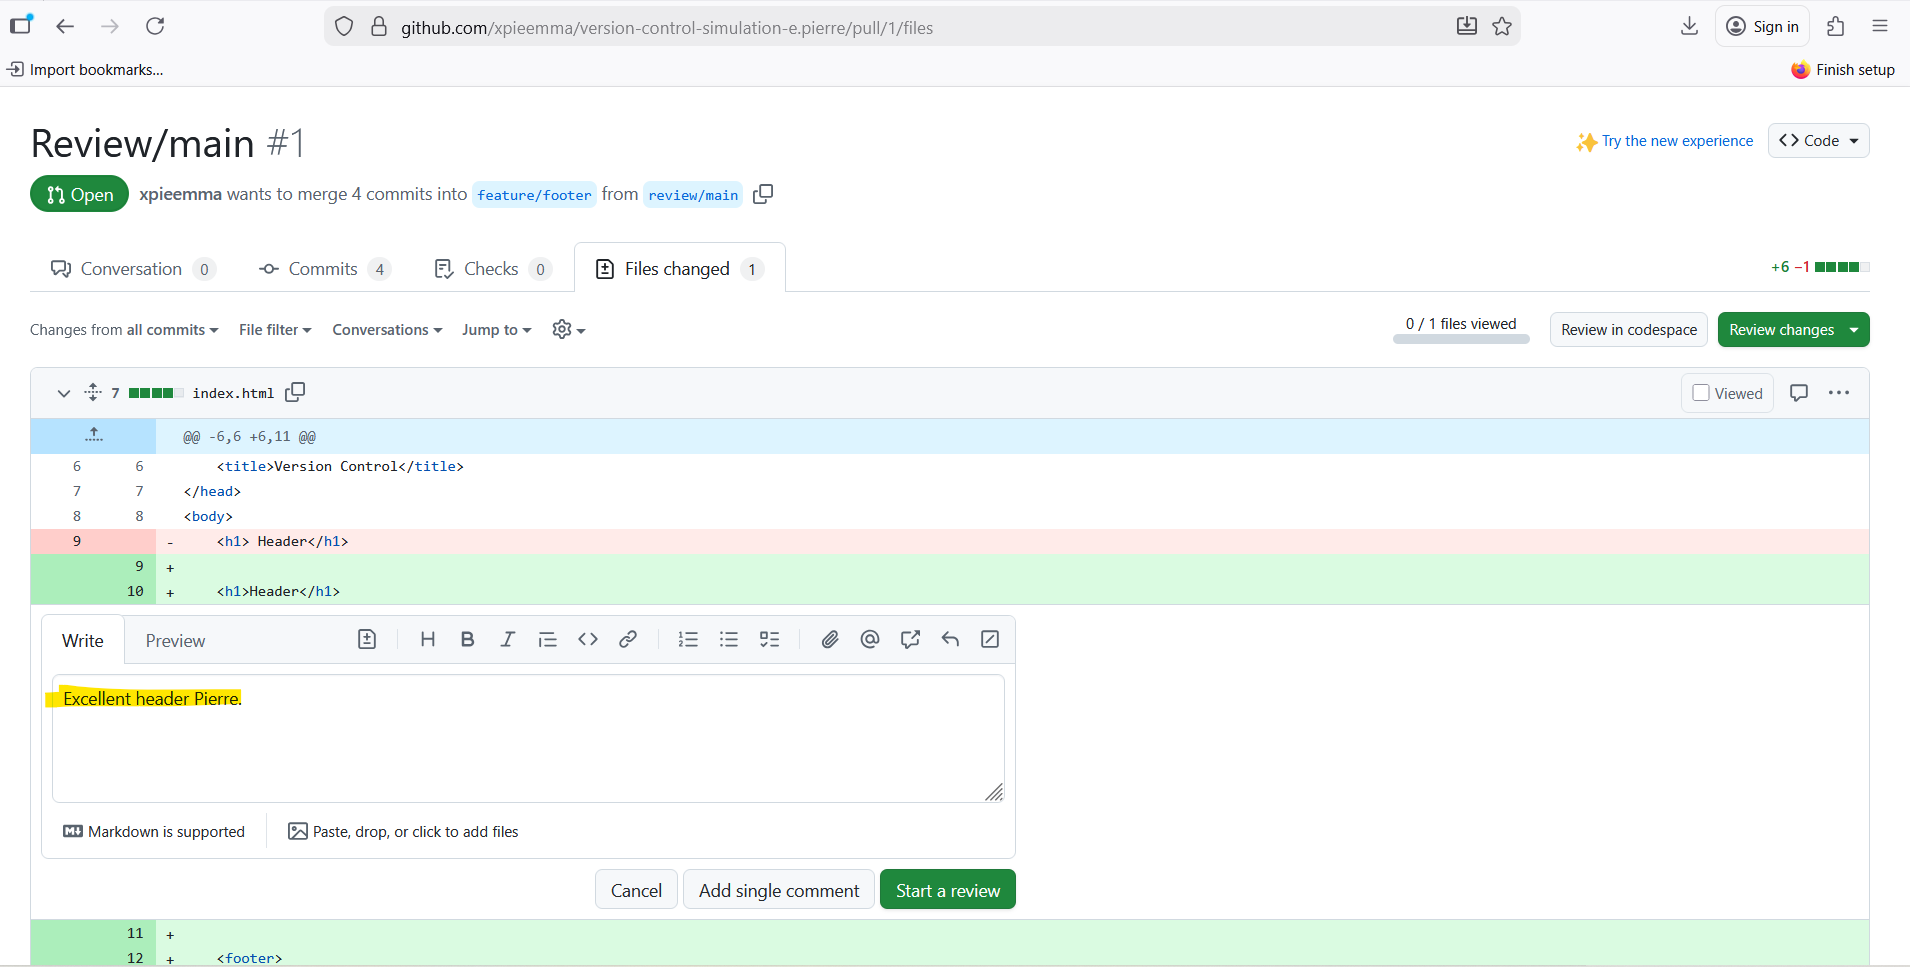 github.com/xpieemma/version-control-simulation-e.pierre/pull/1/files
Sign in
Import bookmarks...
Finish setup
Review/main #1
Try the new experience
Code
Open
xpieemma wants to merge 4 commits into feature/footer from review/main
Conversation 0
Commits 4
Checks 0
Files changed 1
+6 −1
Changes from all commits
File filter
Conversations
Jump to
0 / 1 files viewed
Review in codespace
Review changes
7 index.html
Viewed
@@ -6,6 +6,11 @@
6 6 <title>Version Control</title>
7 7 </head>
8 8 <body>
9 - <h1> Header</h1>
9 +
10 + <h1>Header</h1>
Write
Preview
Excellent header Pierre.
Markdown is supported
Paste, drop, or click to add files
Cancel
Add single comment
Start a review
11 +
12 + <footer>